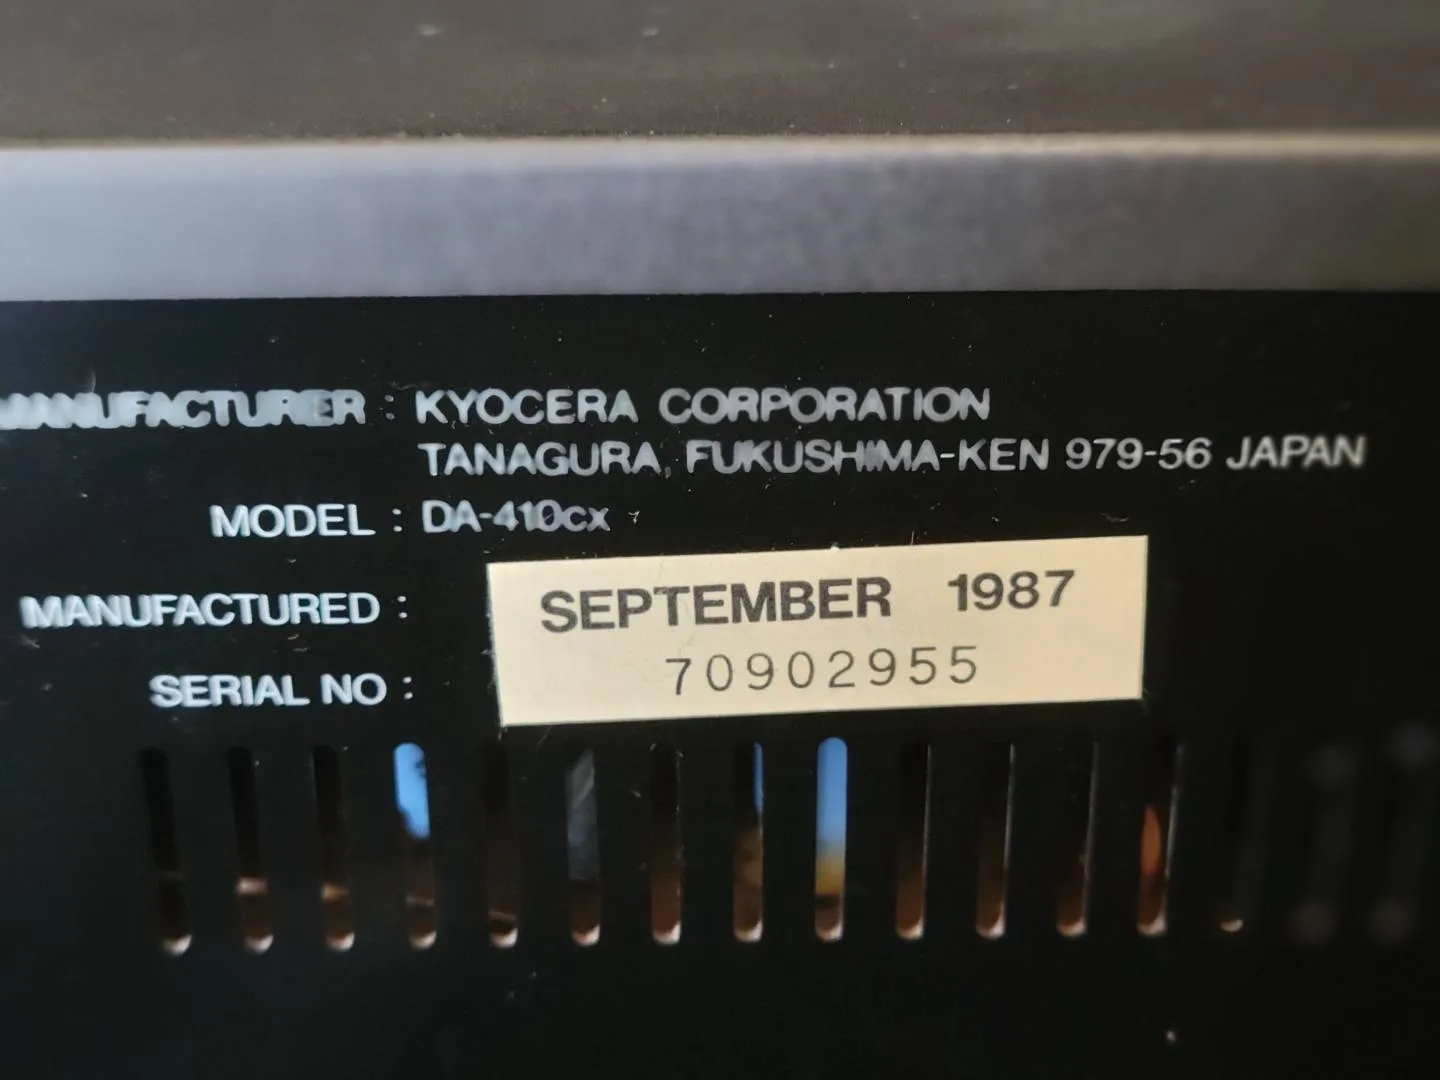 MANUFACTURER : KYOCERA CORPORATION
TANAGURA, FUKUSHIMA-KEN 979-56 JAPAN
MODEL : DA-410cx
MANUFACTURED : SEPTEMBER 1987
SERIAL NO : 70902955